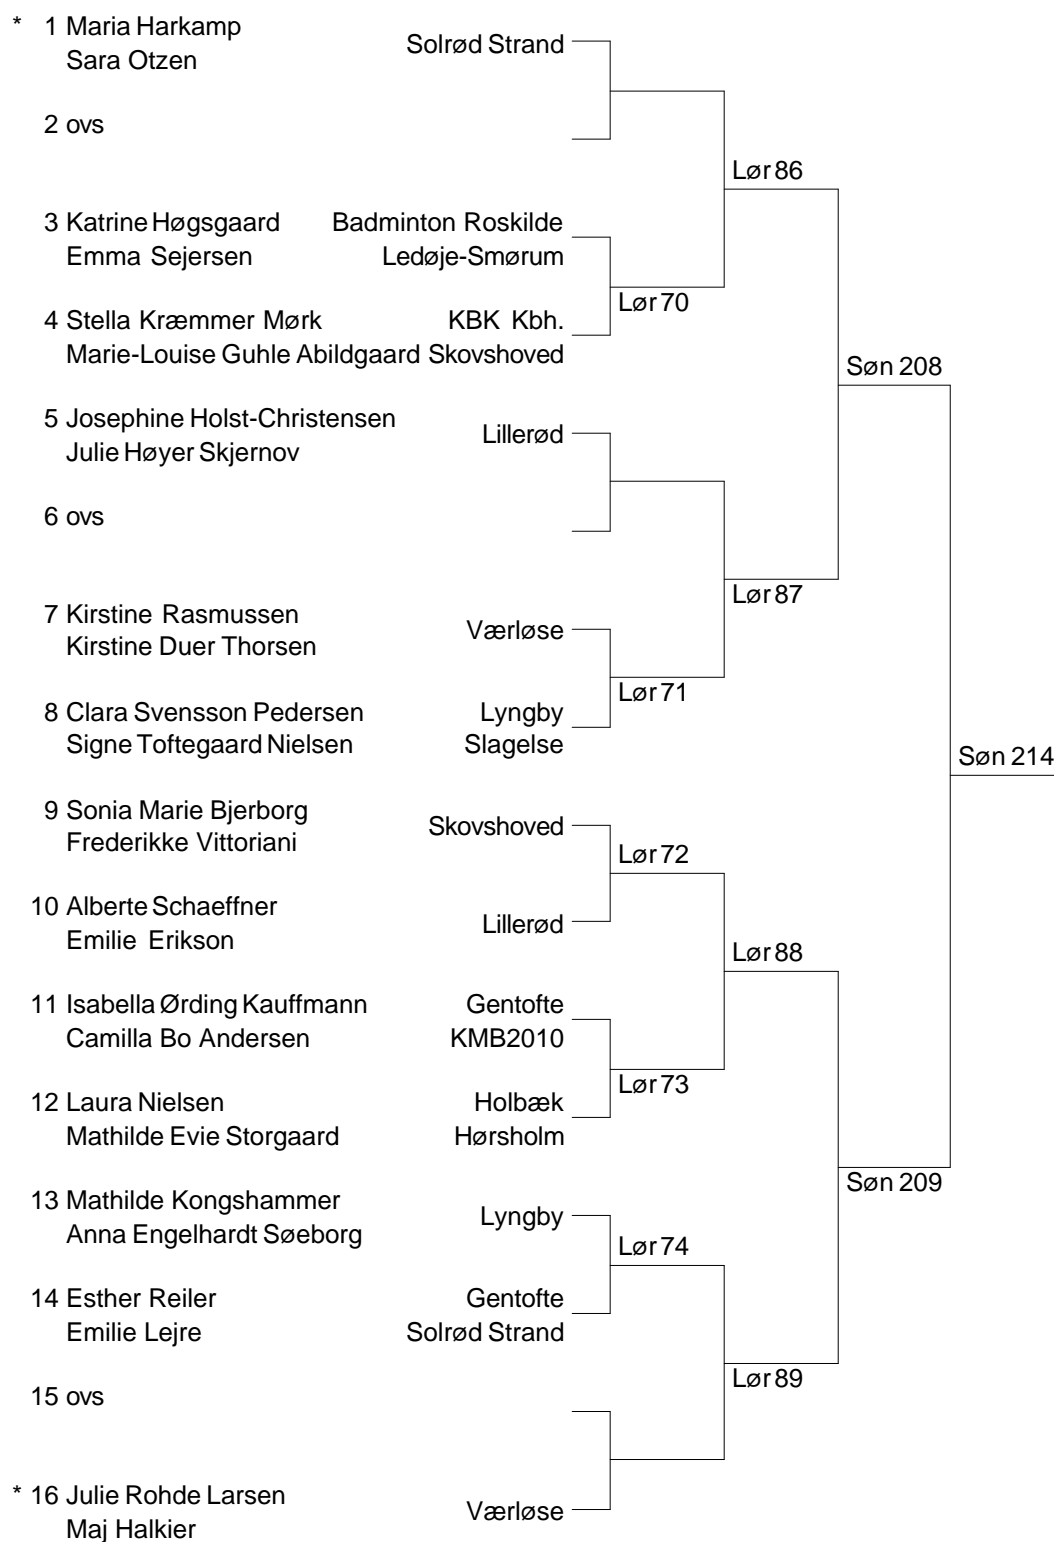 * 1 Maria Harkamp
Solrød Strand
Sara Otzen
2 ovs
Lør 86
3 Katrine Høgsgaard Badminton Roskilde
Emma Sejersen Ledøje-Smørum
Lør 70
4 Stella Kræmmer Mørk KBK Kbh.
Marie-Louise Guhle Abildgaard Skovshoved
Søn 208
5 Josephine Holst-Christensen
Lillerød
Julie Høyer Skjernov
6 ovs
Lør 87
7 Kirstine Rasmussen
Værløse
Kirstine Duer Thorsen
Lør 71
8 Clara Svensson Pedersen Lyngby
Signe Toftegaard Nielsen Slagelse
Søn 214
9 Sonia Marie Bjerborg
Skovshoved
Frederikke Vittoriani
Lør 72
10 Alberte Schaeffner
Lillerød
Emilie Erikson
Lør 88
11 Isabella Ørding Kauffmann Gentofte
Camilla Bo Andersen KMB2010
Lør 73
12 Laura Nielsen Holbæk
Mathilde Evie Storgaard Hørsholm
Søn 209
13 Mathilde Kongshammer
Lyngby
Anna Engelhardt Søeborg
Lør 74
14 Esther Reiler Gentofte
Emilie Lejre Solrød Strand
Lør 89
15 ovs
* 16 Julie Rohde Larsen
Værløse
Maj Halkier